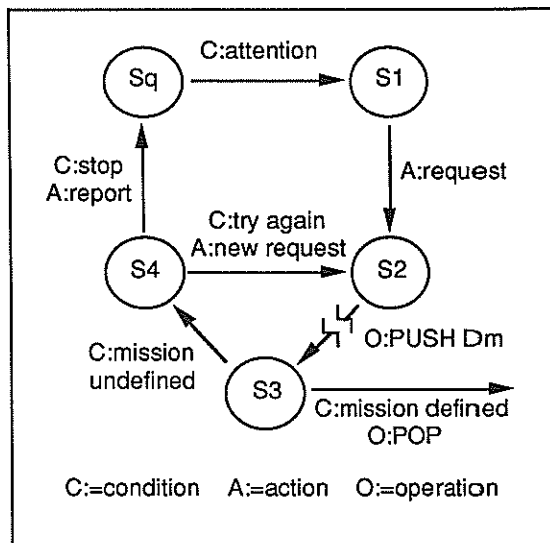 C:attention
Sq
S1
C:stop
A:report
A:request
C:try again
A:new request
S4
S2
O:PUSH Dm
C:mission
undefined
S3
C:mission defined
O:POP
C:=condition A:=action O:=operation